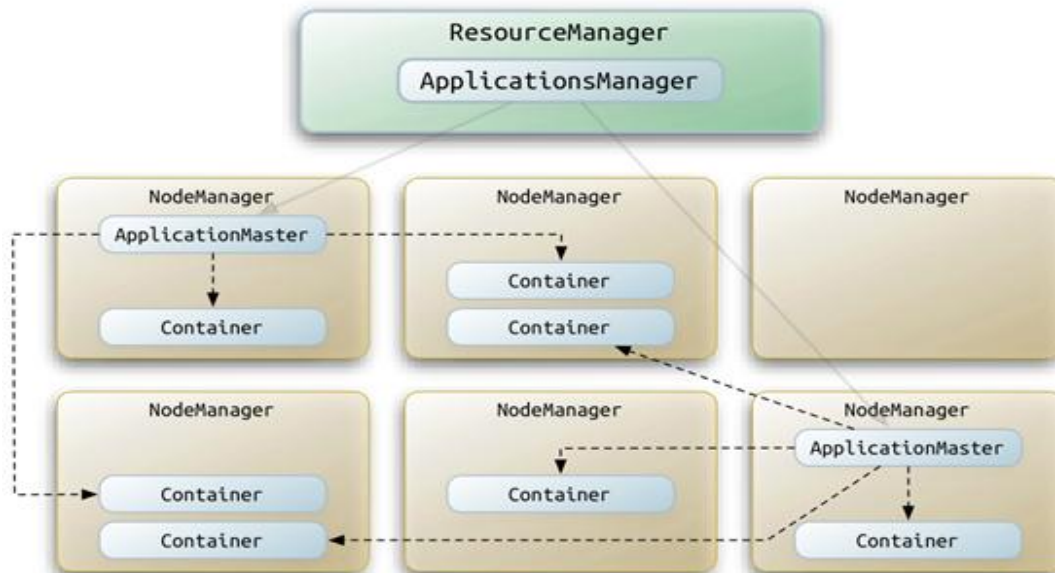 ResourceManager
ApplicationsManager
NodeManager
ApplicationMaster
Container
NodeManager
Container
Container
NodeManager
NodeManager
Container
Container
NodeManager
Container
NodeManager
ApplicationMaster
Container